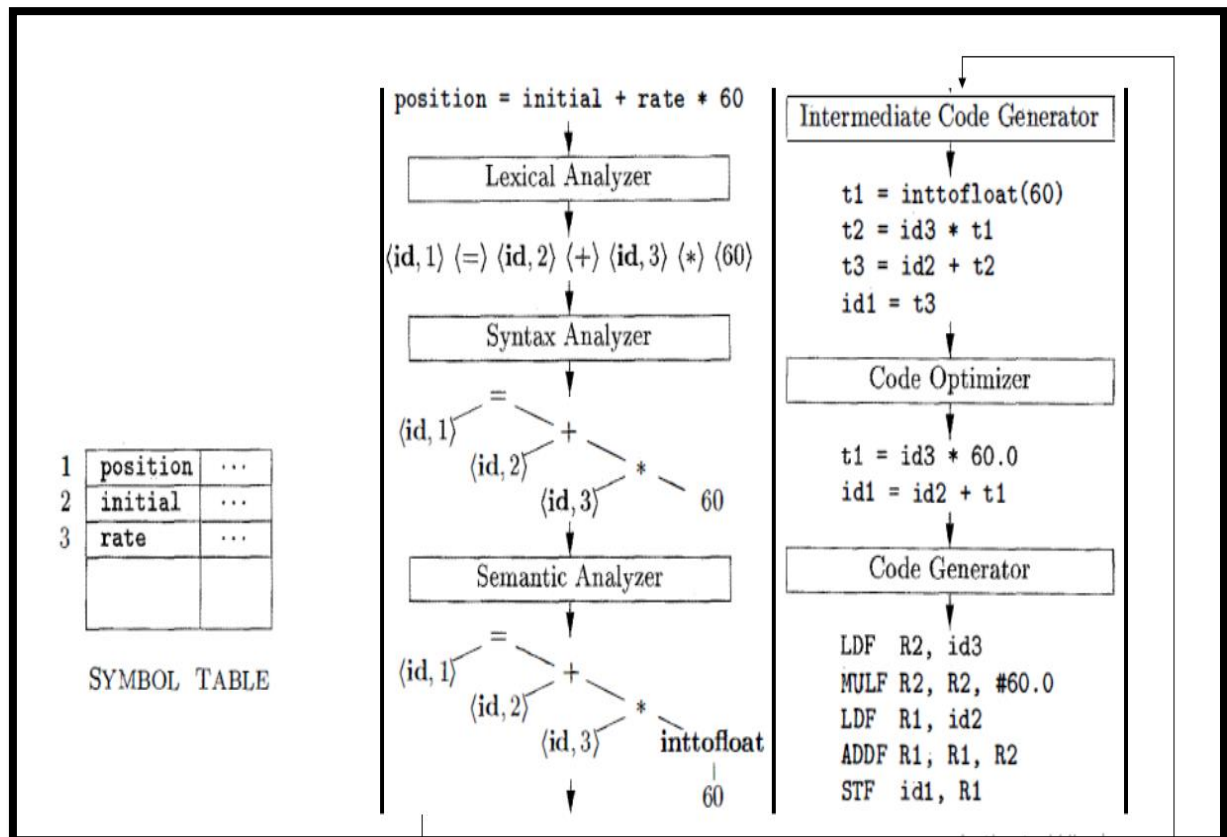 1 position ...
2 initial ...
3 rate ...
SYMBOL TABLE
position = initial + rate * 60
Lexical Analyzer
⟨id, 1⟩ ⟨=⟩ ⟨id, 2⟩ ⟨+⟩ ⟨id, 3⟩ ⟨*⟩ ⟨60⟩
Syntax Analyzer
=
⟨id, 1⟩ +
⟨id, 2⟩ *
⟨id, 3⟩ 60
Semantic Analyzer
=
⟨id, 1⟩ +
⟨id, 2⟩ *
⟨id, 3⟩ inttofloat
60
Intermediate Code Generator
t1 = inttofloat(60)
t2 = id3 * t1
t3 = id2 + t2
id1 = t3
Code Optimizer
t1 = id3 * 60.0
id1 = id2 + t1
Code Generator
LDF R2, id3
MULF R2, R2, #60.0
LDF R1, id2
ADDF R1, R1, R2
STF id1, R1